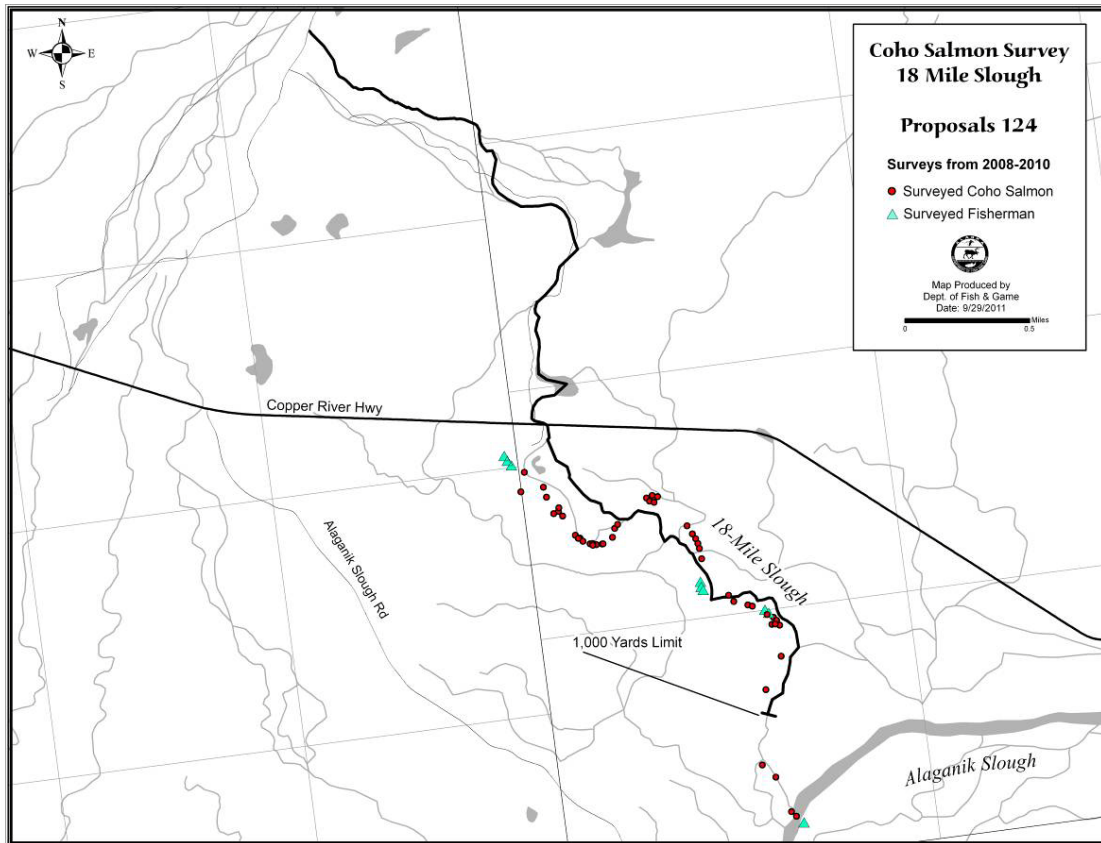 N
W E
S
Coho Salmon Survey
18 Mile Slough
Proposals 124
Surveys from 2008-2010
Surveyed Coho Salmon
Surveyed Fisherman
ALASKA
Map Produced by
Dept. of Fish & Game
Date: 9/29/2011
Miles
0 0.5
Copper River Hwy
Alaganik Slough Rd
18-Mile Slough
1,000 Yards Limit
Alaganik Slough